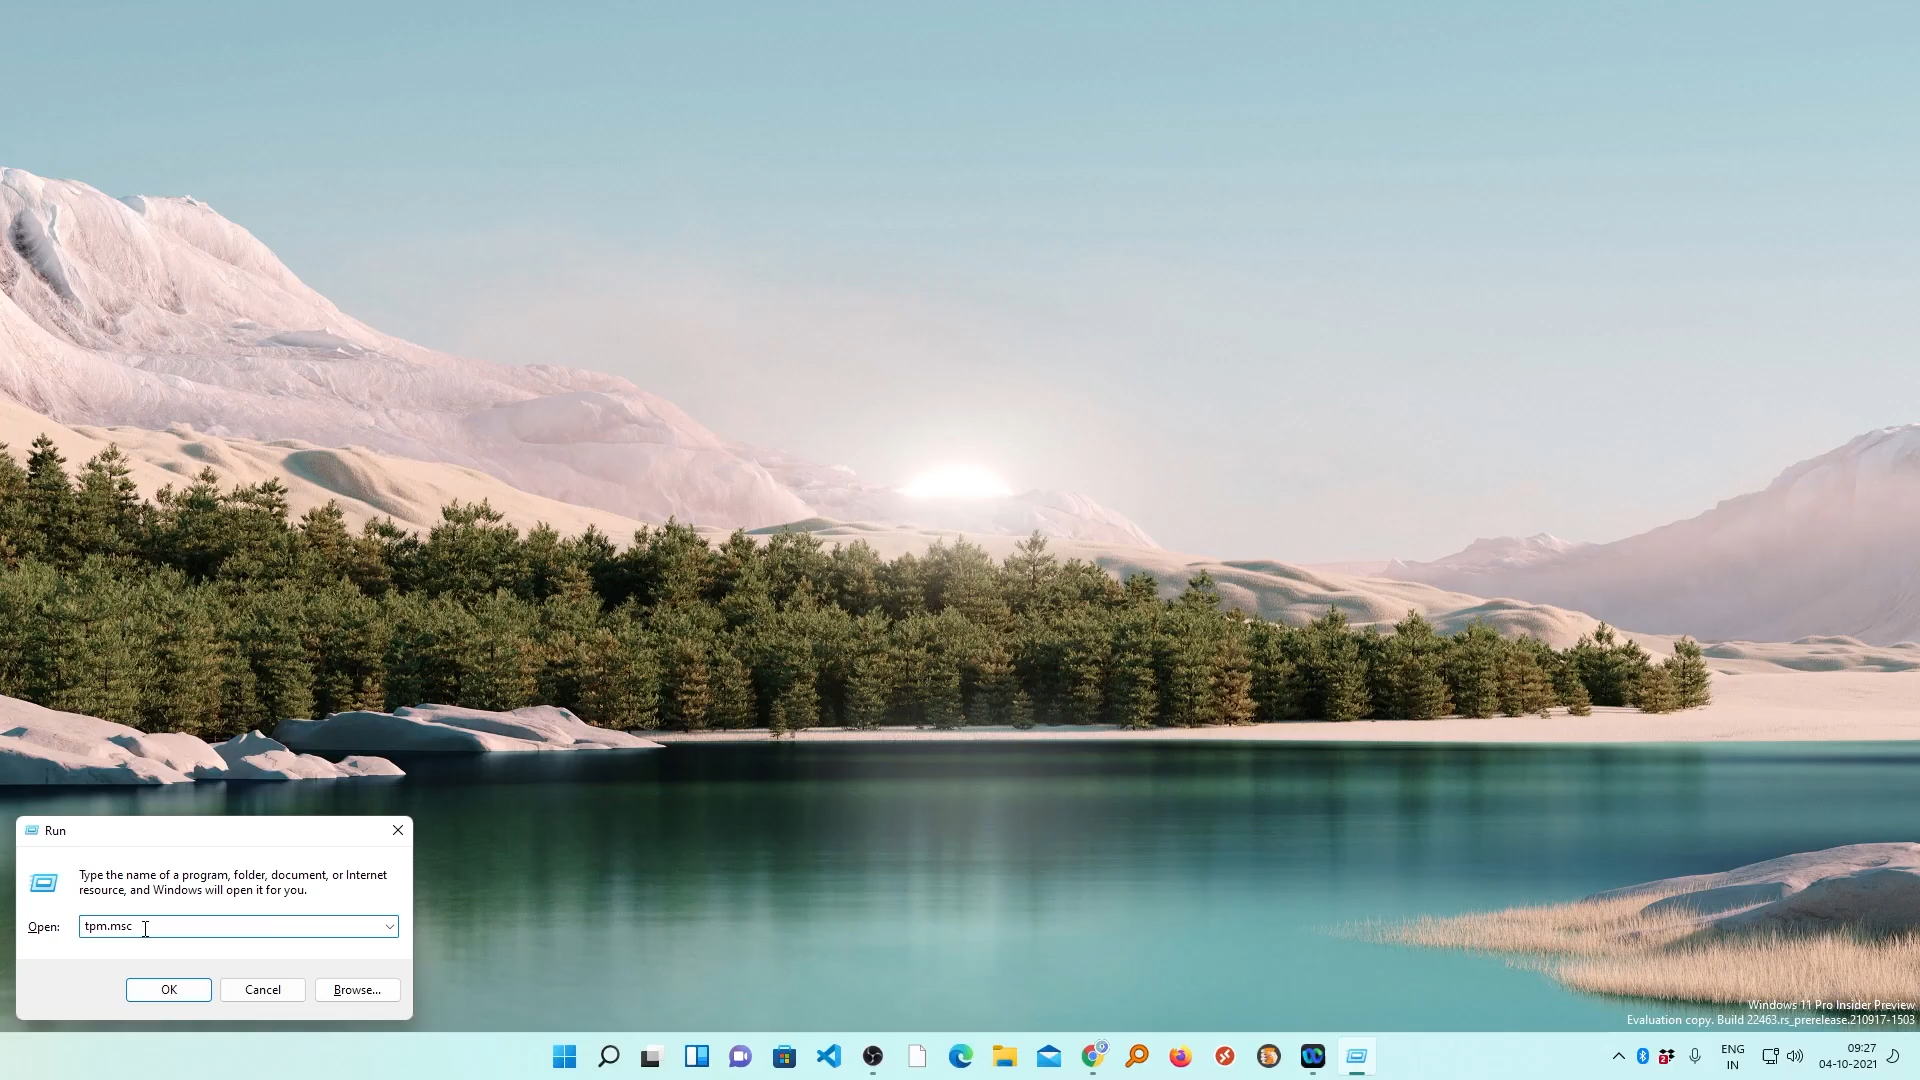 Run
Type the name of a program, folder, document, or Internet
resource, and Windows will open it for you.
Open: tpm.msc
OK Cancel Browse...
Windows 11 Pro Insider Preview
Evaluation copy. Build 22463.rs_prerelease.210917-1503
2
ENG
IN
09:27
04-10-2021